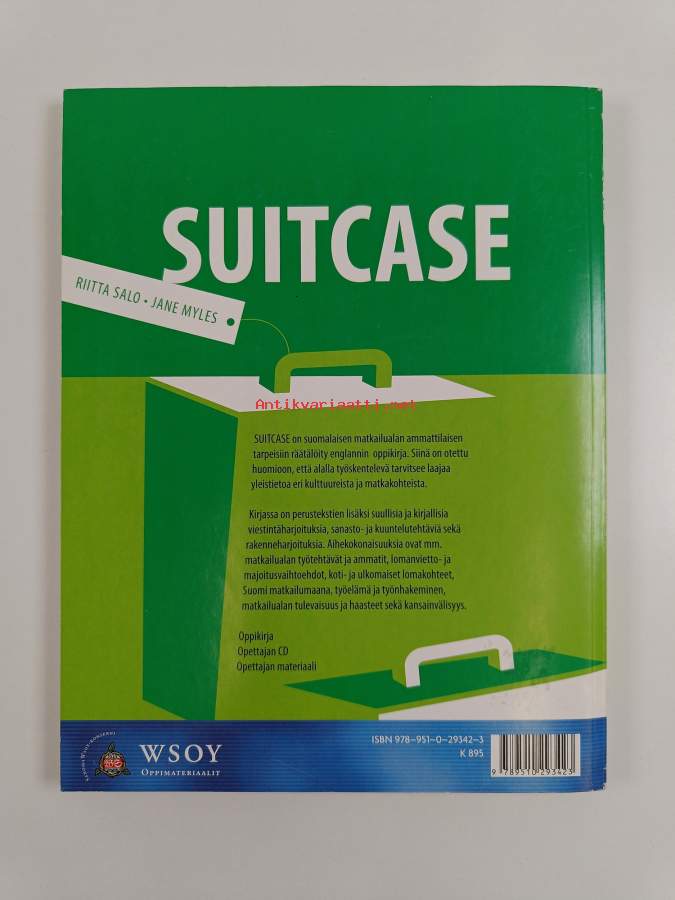 SUITCASE
RIITTA SALO • JANE MYLES
Antikvariaatti.net
SUITCASE on suomalaisen matkailualan ammattilaisen
tarpeisiin räätälöity englannin oppikirja. Siinä on otettu
huomioon, että alalla työskentelevä tarvitsee laajaa
yleistietoa eri kulttuureista ja matkakohteista.
Kirjassa on perustekstien lisäksi suullisia ja kirjallisia
viestintäharjoituksia, sanasto- ja kuuntelutehtäviä sekä
rakenneharjoituksia. Aihekokonaisuuksia ovat mm.
matkailualan työtehtävät ja ammatit, lomanvietto- ja
majoitusvaihtoehdot, koti- ja ulkomaiset lomakohteet,
Suomi matkailumaana, työelämä ja työnhakeminen,
matkailualan tulevaisuus ja haasteet sekä kansainvälisyys.
Oppikirja
Opettajan CD
Opettajan materiaali
WSOY
OPPIMATERIAALIT
ISBN 978–951–0–29342–3
K 895
9 789510 293423